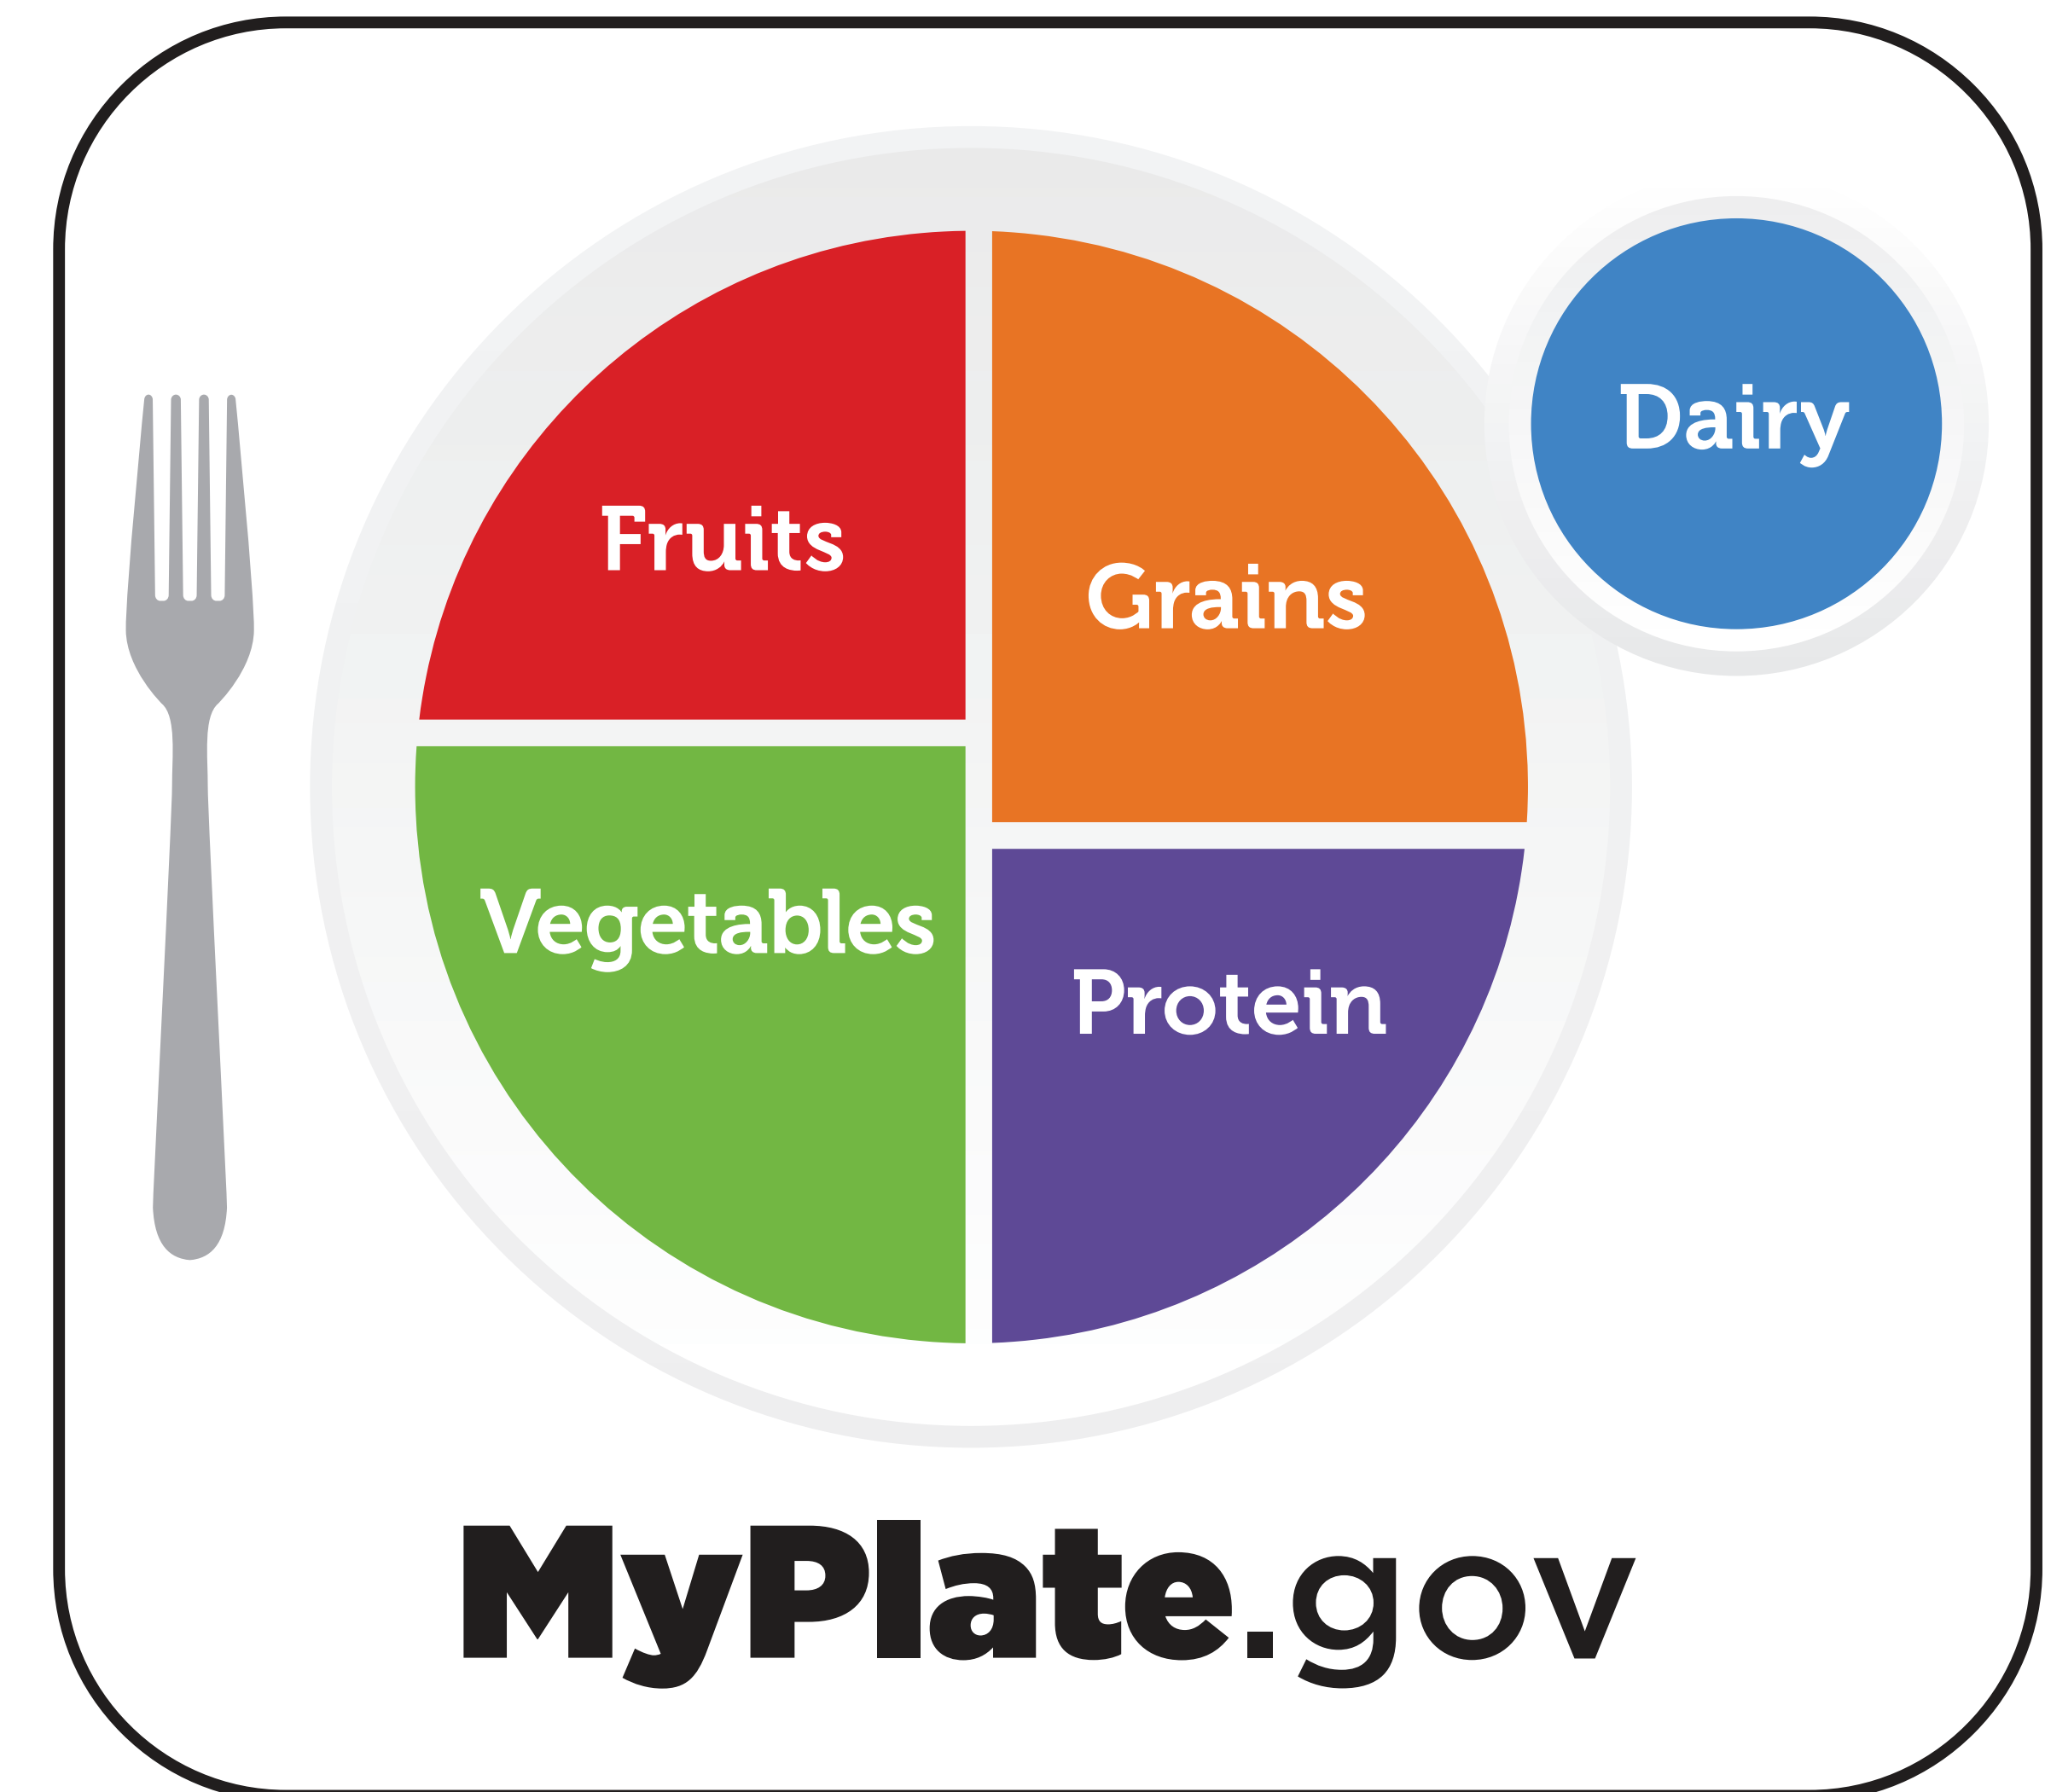 Fruits
Grains
Dairy
Vegetables
Protein
MyPlate.gov